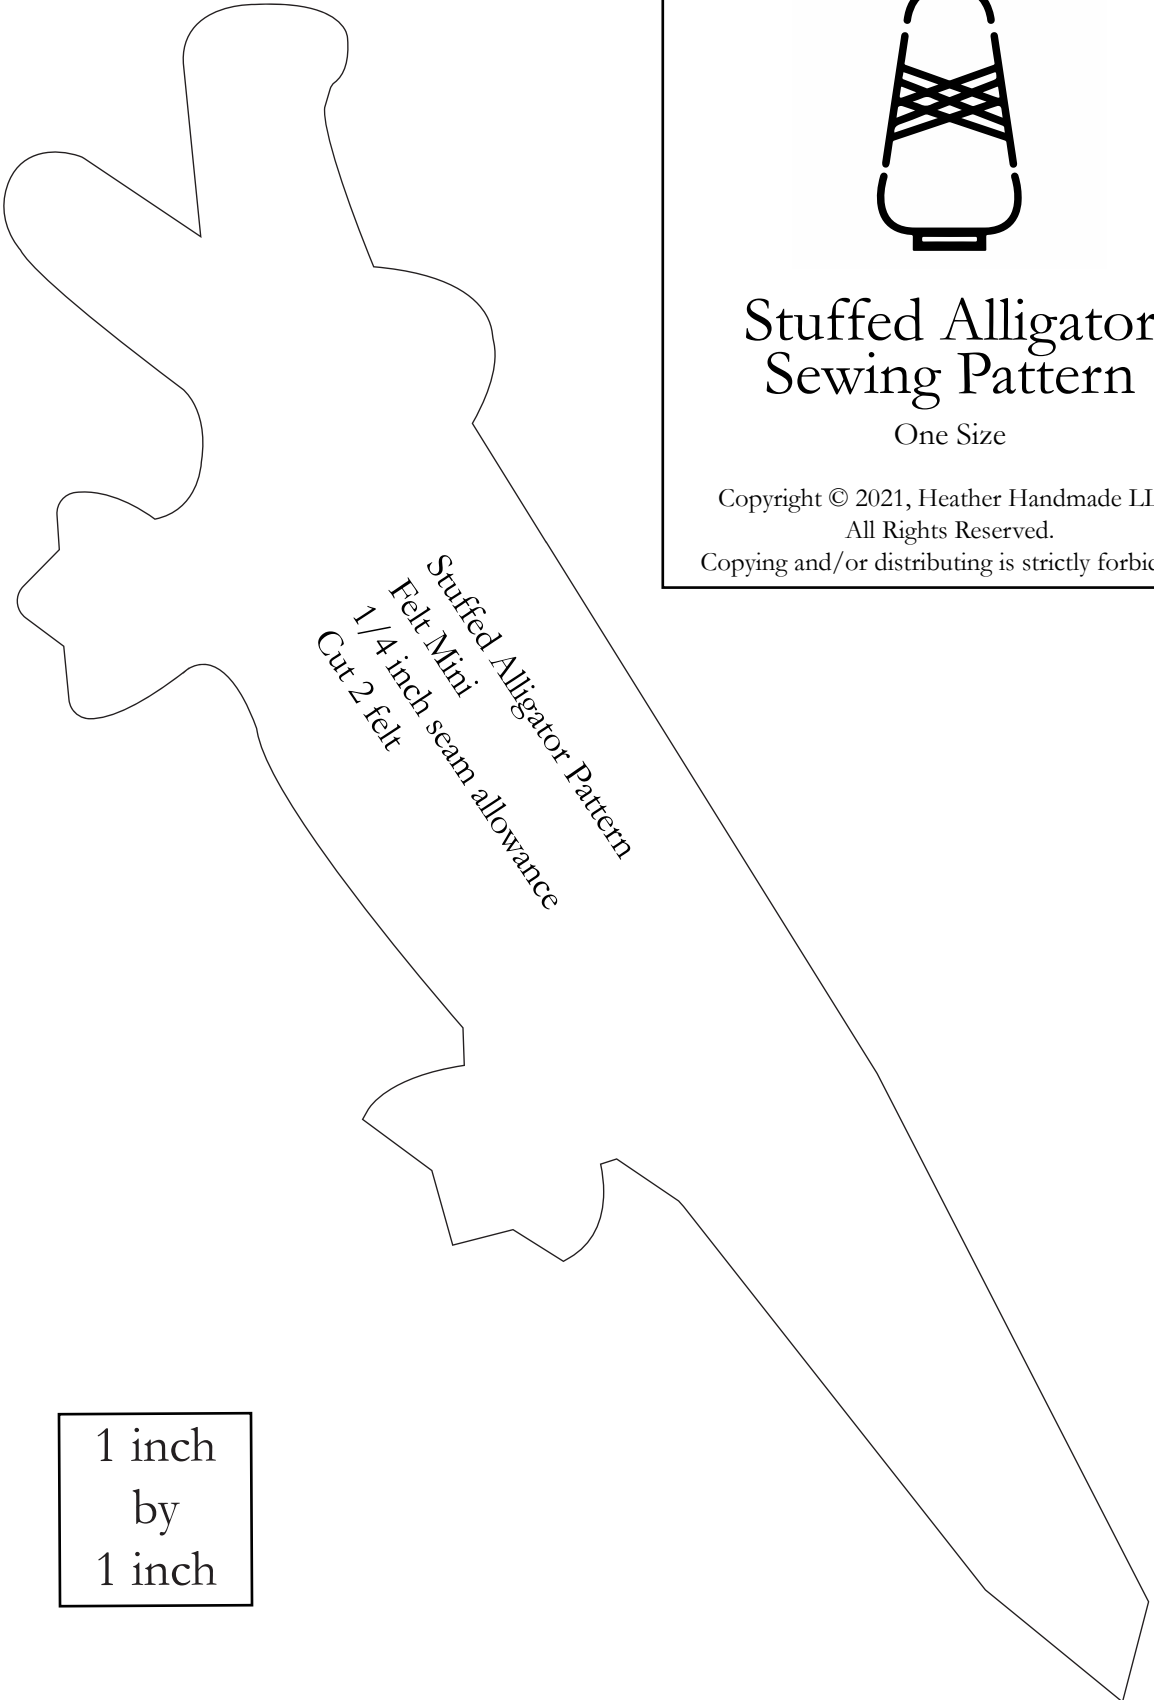 Stuffed Alligator
Sewing Pattern
One Size
Copyright © 2021, Heather Handmade
All Rights Reserved.
Copying and/or distributing is strictly
Stuffed Alligator Pattern
Felt Mini
1/4 inch seam allowance
Cut 2 felt
1 inch
by
1 inch